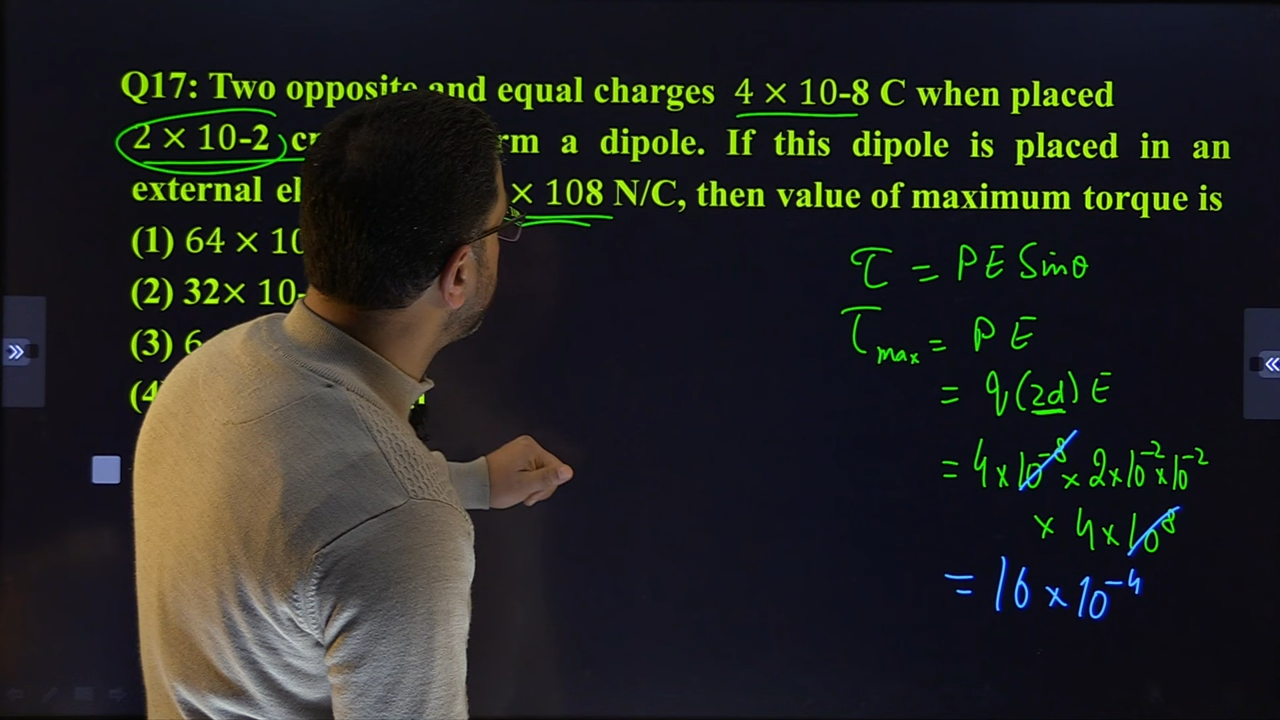 Q17: Two opposite and equal charges 4 × 10-8 C when placed
2 × 10-2 a dipole. If this dipole is placed in an
external × 108 N/C, then value of maximum torque is
(1) 64 × 10
(2) 32× 10-
(3) 6
(4
τ = PE Sinθ
τmax = PE
= q(2d) E
= 4×10⁻⁸ × 2×10⁻²×10⁻²
× 4×10⁸
= 16 × 10⁻⁴